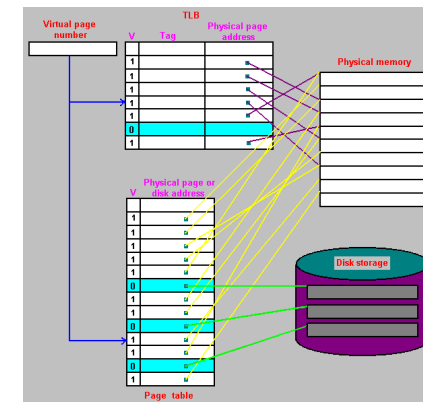 TLB
Virtual page
number
V Tag Physical page
address
1
1
1
1
1
0
1
Physical memory
V Physical page or
disk address
1
1
1
1
1
0
1
1
0
1
1
0
1
Disk storage
Page table